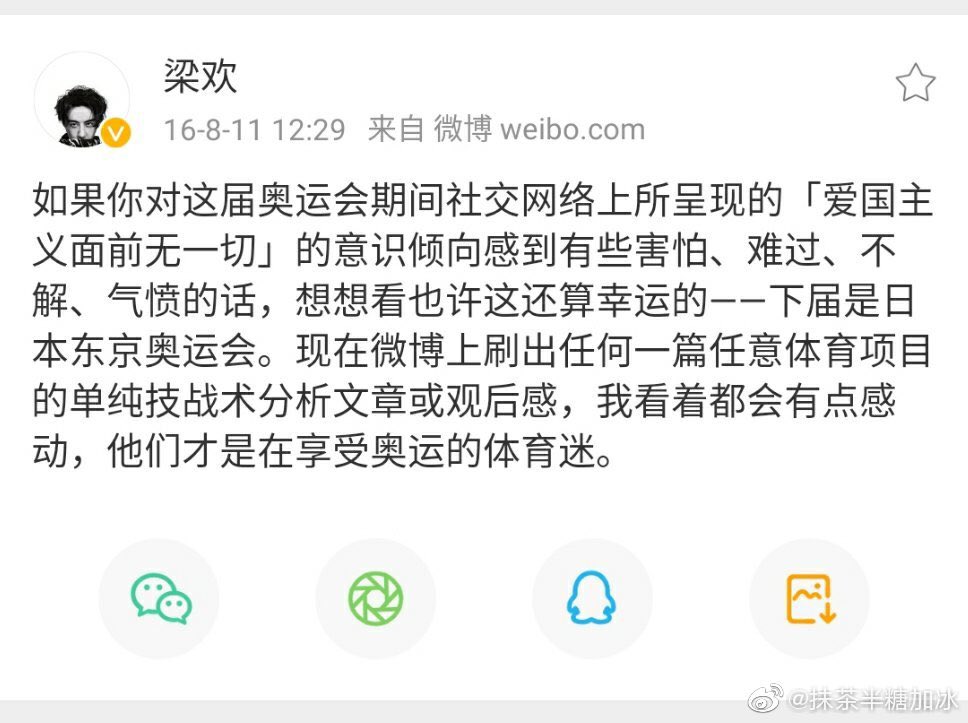 梁欢
16-8-11 12:29 来自 微博 weibo.com
如果你对这届奥运会期间社交网络上所呈现的「爱国主
义面前无一切」的意识倾向感到有些害怕、难过、不
解、气愤的话，想想看也许这还算幸运的——下届是日
本东京奥运会。现在微博上刷出任何一篇任意体育项目
的单纯技战术分析文章或观后感，我看着都会有点感
动，他们才是在享受奥运的体育迷。
@抹茶半糖加冰